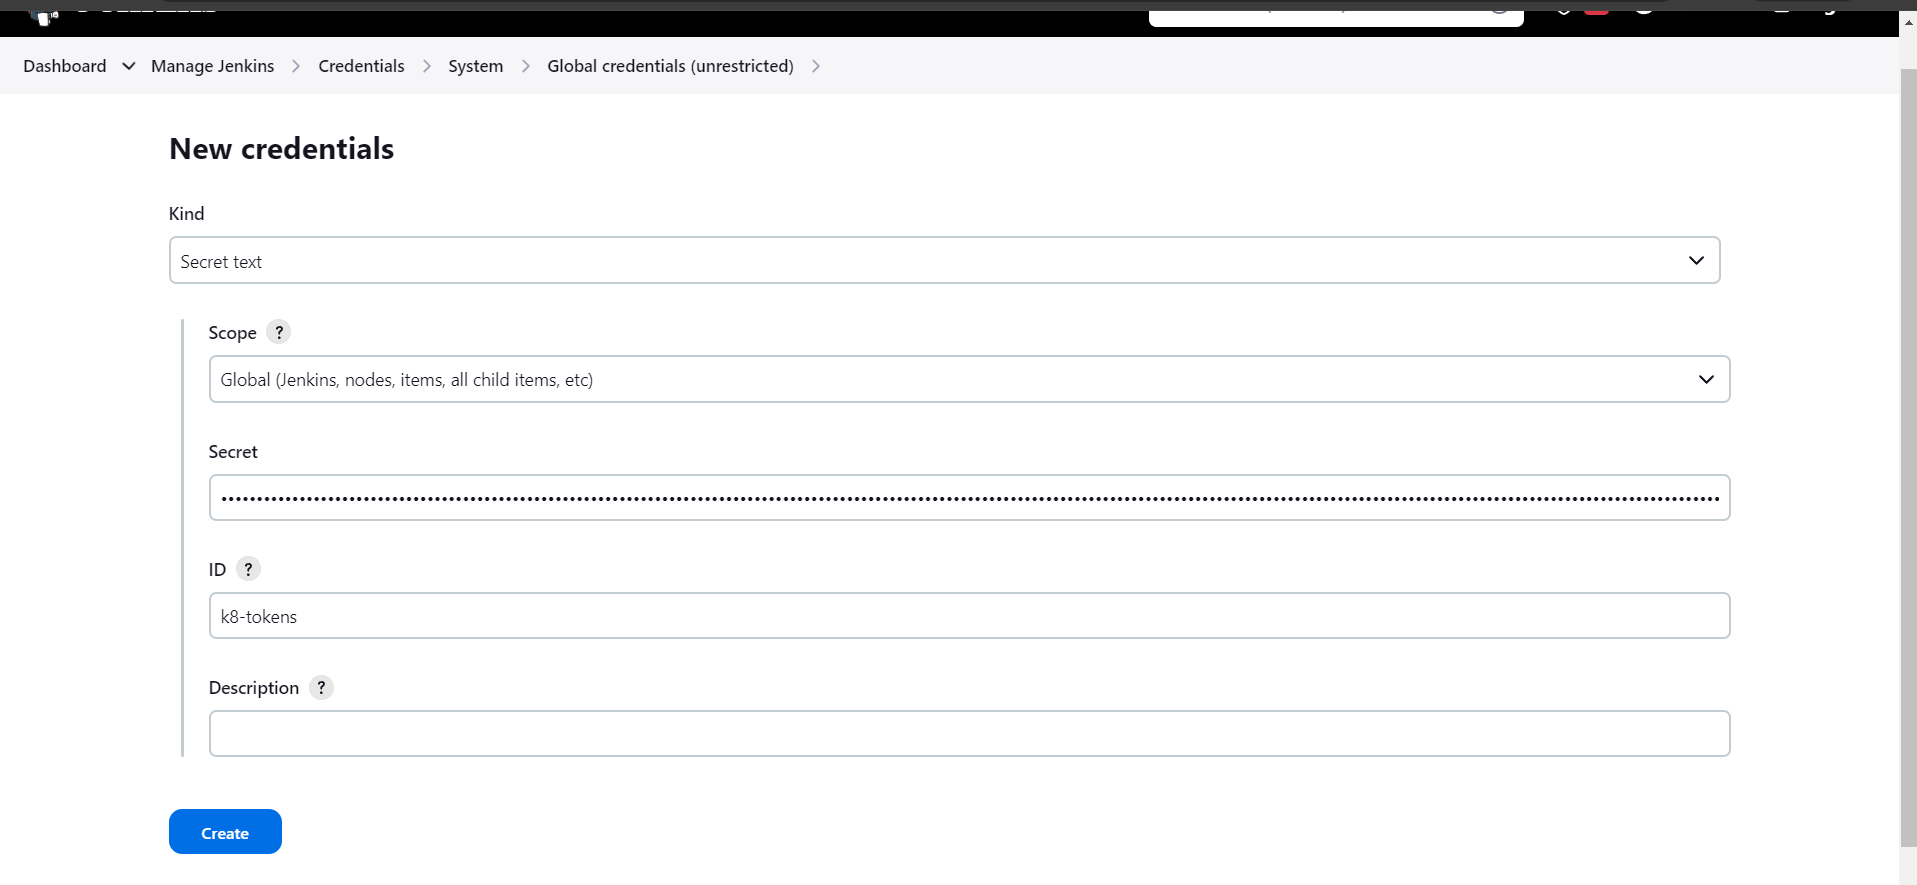 Dashboard Manage Jenkins Credentials System Global credentials (unrestricted)
New credentials
Kind
Secret text
Scope ?
Global (Jenkins, nodes, items, all child items, etc)
Secret
ID ?
k8-tokens
Description ?
Create